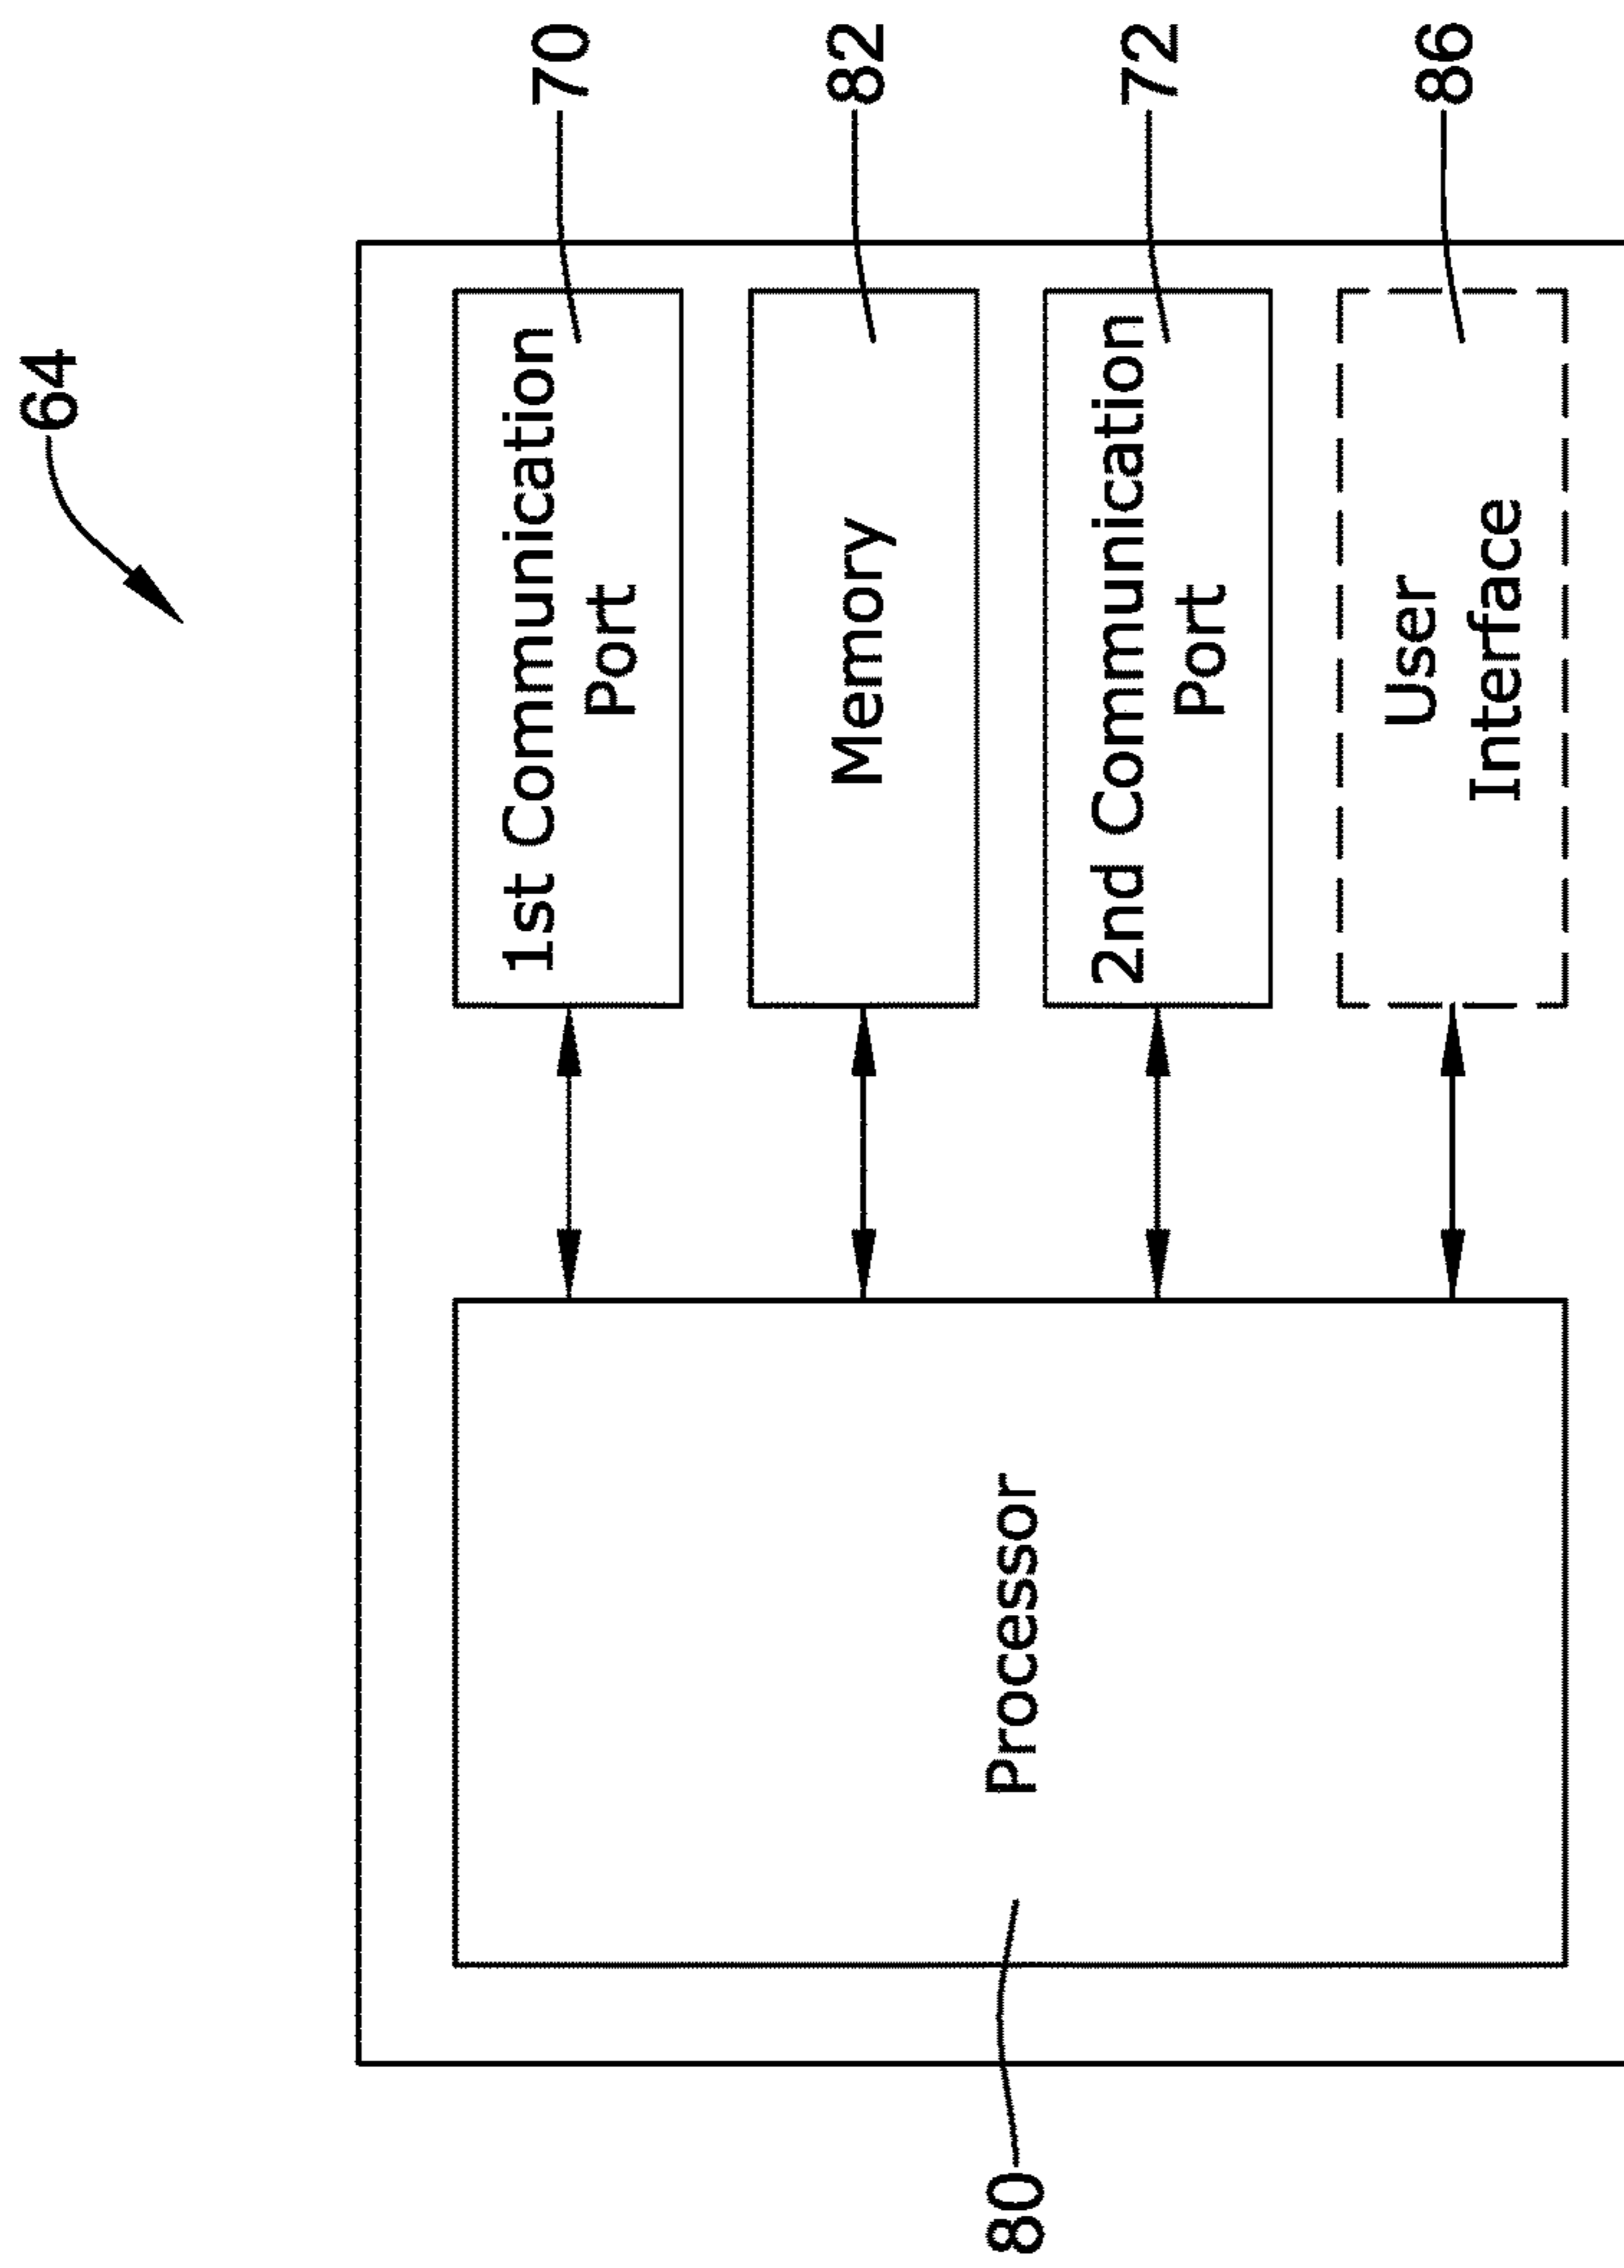 64
1st Communication
Port
70
Memory
82
Processor
80
2nd Communication
Port
72
User
Interface
86